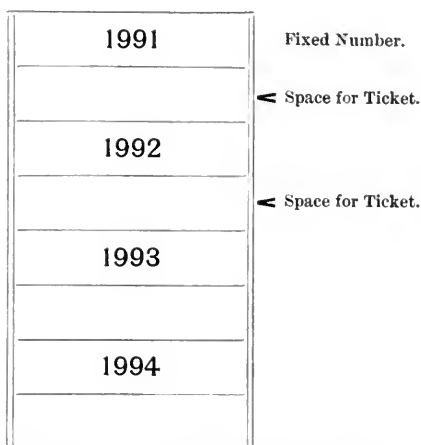 1991 Fixed Number.
< Space for Ticket.
1992
< Space for Ticket.
1993
1994